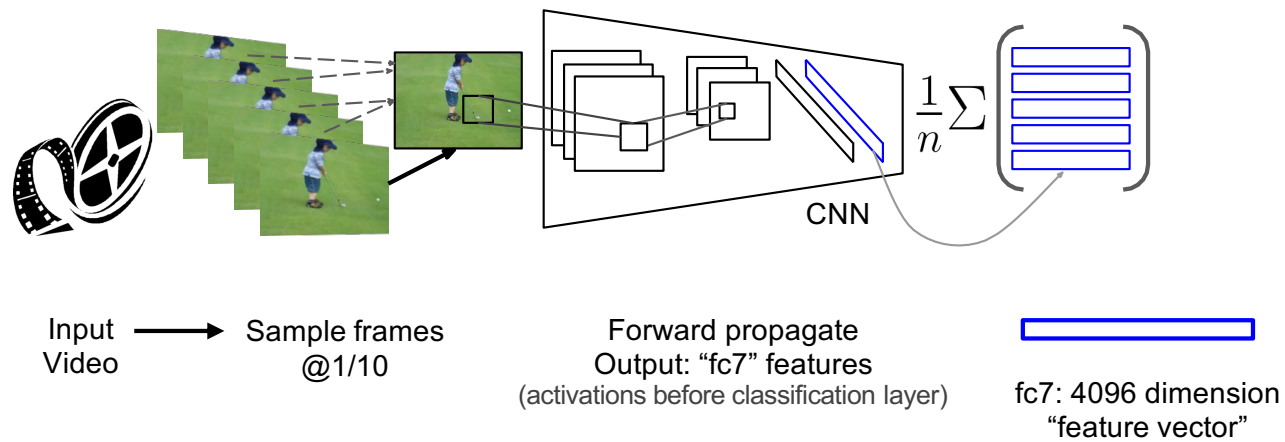 1/n ∑
CNN
Input
Video
Sample frames
@1/10
Forward propagate
Output: “fc7” features
(activations before classification layer)
fc7: 4096 dimension
“feature vector”